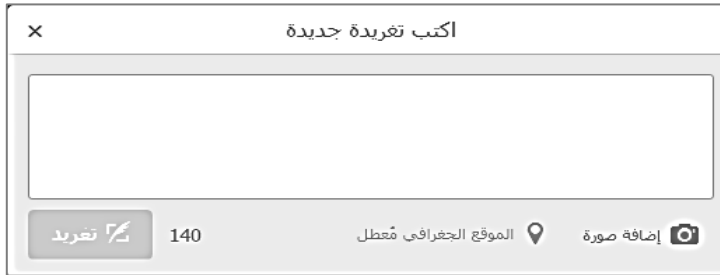 اكتب تغريدة جديدة ×
إضافة صورة الموقع الجغرافي مُعطل 140 تغريد